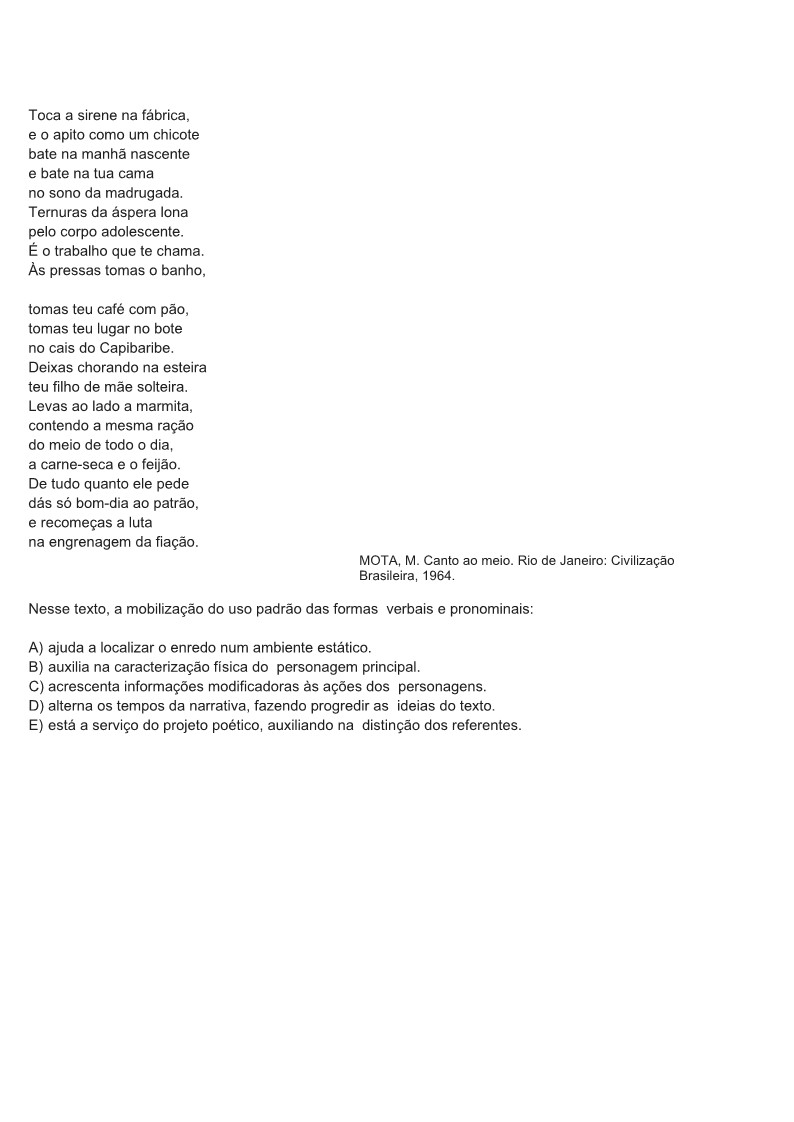 Toca a sirene na fábrica,
e o apito como um chicote
bate na manhã nascente
e bate na tua cama
no sono da madrugada.
Ternuras da áspera lona
pelo corpo adolescente.
É o trabalho que te chama.
Às pressas tomas o banho,
tomas teu café com pão,
tomas teu lugar no bote
no cais do Capibaribe.
Deixas chorando na esteira
teu filho de mãe solteira.
Levas ao lado a marmita,
contendo a mesma ração
do meio de todo o dia,
a carne-seca e o feijão.
De tudo quanto ele pede
dás só bom-dia ao patrão,
e recomeças a luta
na engrenagem da fiação.
MOTA, M. Canto ao meio. Rio de Janeiro: Civilização
Brasileira, 1964.
Nesse texto, a mobilização do uso padrão das formas  verbais e pronominais:
A) ajuda a localizar o enredo num ambiente estático.
B) auxilia na caracterização física do  personagem principal.
C) acrescenta informações modificadoras às ações dos  personagens.
D) alterna os tempos da narrativa, fazendo progredir as  ideias do texto.
E) está a serviço do projeto poético, auxiliando na  distinção dos referentes.